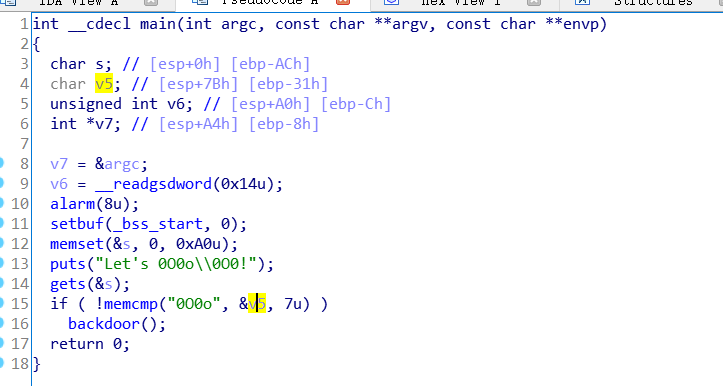 IDA View A Pseudocode A Hex View 1 Structures
1 int __cdecl main(int argc, const char **argv, const char **envp)
2 {
3 char s; // [esp+0h] [ebp-ACh]
4 char v5; // [esp+7Bh] [ebp-31h]
5 unsigned int v6; // [esp+A0h] [ebp-Ch]
6 int *v7; // [esp+A4h] [ebp-8h]
7
8 v7 = &argc;
9 v6 = __readgsdword(0x14u);
10 alarm(8u);
11 setbuf(_bss_start, 0);
12 memset(&s, 0, 0xA0u);
13 puts("Let's 0O0o\\0O0!");
14 gets(&s);
15 if ( !memcmp("0O0o", &v5, 7u) )
16 backdoor();
17 return 0;
18 }